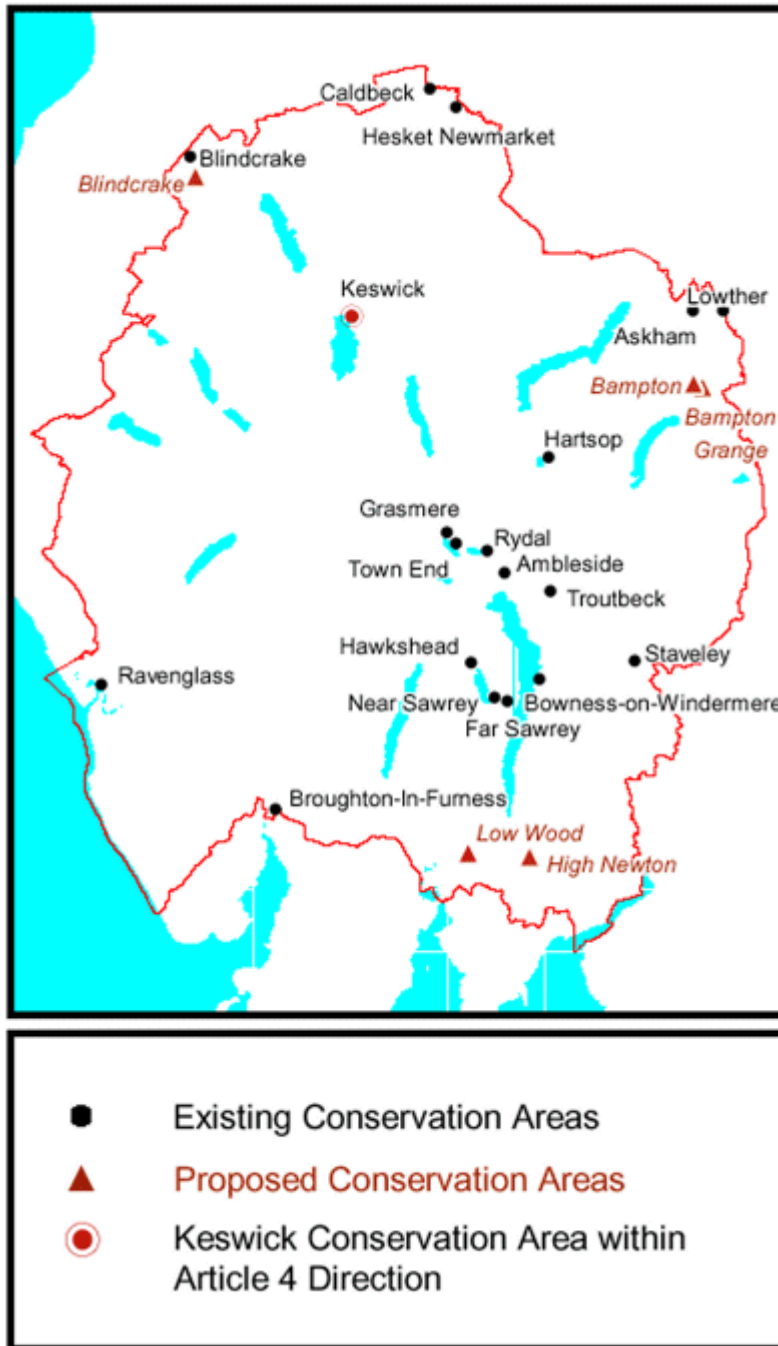 Caldbeck
Hesket Newmarket
Blindcrake
Blindcrake
Keswick
Lowther
Askham
Bampton
Bampton
Grange
Hartsop
Grasmere
Rydal
Town End
Ambleside
Troutbeck
Hawkshead
Staveley
Ravenglass
Near Sawrey
Bowness-on-Windermere
Far Sawrey
Broughton-In-Furness
Low Wood
High Newton
Existing Conservation Areas
Proposed Conservation Areas
Keswick Conservation Area within
Article 4 Direction